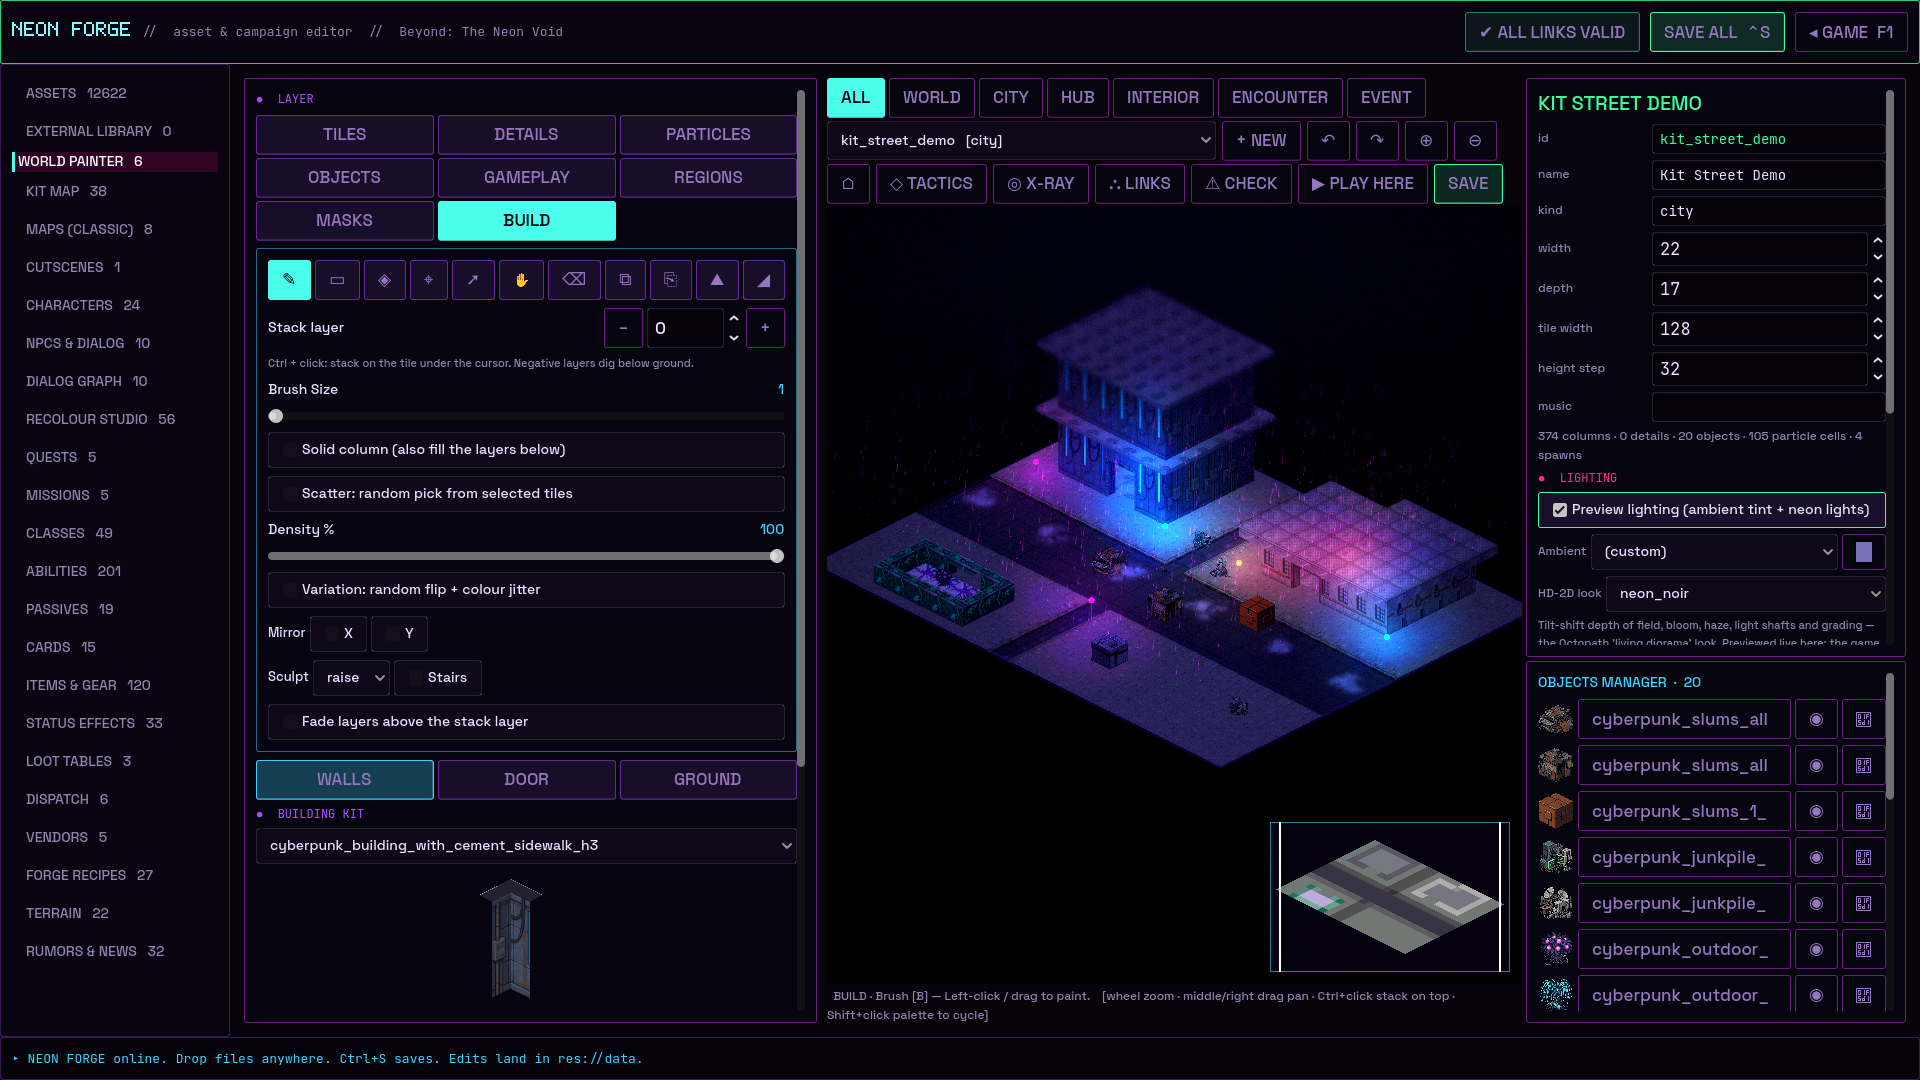 NEON FORGE // asset & campaign editor // Beyond: The Neon Void
✔ ALL LINKS VALID
SAVE ALL ^S
◂ GAME F1
ASSETS 12622
EXTERNAL LIBRARY 0
WORLD PAINTER 6
KIT MAP 38
MAPS (CLASSIC) 8
CUTSCENES 1
CHARACTERS 24
NPCS & DIALOG 10
DIALOG GRAPH 10
RECOLOUR STUDIO 56
QUESTS 5
MISSIONS 5
CLASSES 49
ABILITIES 201
PASSIVES 19
CARDS 15
ITEMS & GEAR 120
STATUS EFFECTS 33
LOOT TABLES 3
DISPATCH 6
VENDORS 5
FORGE RECIPES 27
TERRAIN 22
RUMORS & NEWS 32
• LAYER
TILES DETAILS PARTICLES
OBJECTS GAMEPLAY REGIONS
MASKS BUILD
Stack layer − 0 +
Ctrl + click: stack on the tile under the cursor. Negative layers dig below ground.
Brush Size 1
Solid column (also fill the layers below)
Scatter: random pick from selected tiles
Density % 100
Variation: random flip + colour jitter
Mirror X Y
Sculpt raise Stairs
Fade layers above the stack layer
WALLS DOOR GROUND
• BUILDING KIT
cyberpunk_building_with_cement_sidewalk_h3
ALL WORLD CITY HUB INTERIOR ENCOUNTER EVENT
kit_street_demo [city] + NEW
◇ TACTICS ◎ X-RAY ∴ LINKS ⚠ CHECK ▶ PLAY HERE SAVE
BUILD · Brush [B] — Left-click / drag to paint. [wheel zoom · middle/right drag pan · Ctrl+click stack on top ·
Shift+click palette to cycle]
KIT STREET DEMO
id kit_street_demo
name Kit Street Demo
kind city
width 22
depth 17
tile width 128
height step 32
music
374 columns · 0 details · 20 objects · 105 particle cells · 4
spawns
• LIGHTING
Preview lighting (ambient tint + neon lights)
Ambient (custom)
HD-2D look neon_noir
Tilt-shift depth of field, bloom, haze, light shafts and grading —
the Octopath 'living diorama' look. Previewed live here; the game
OBJECTS MANAGER · 20
cyberpunk_slums_all
cyberpunk_slums_all
cyberpunk_slums_1_
cyberpunk_junkpile_
cyberpunk_junkpile_
cyberpunk_outdoor_
cyberpunk_outdoor_
‣ NEON FORGE online. Drop files anywhere. Ctrl+S saves. Edits land in res://data.